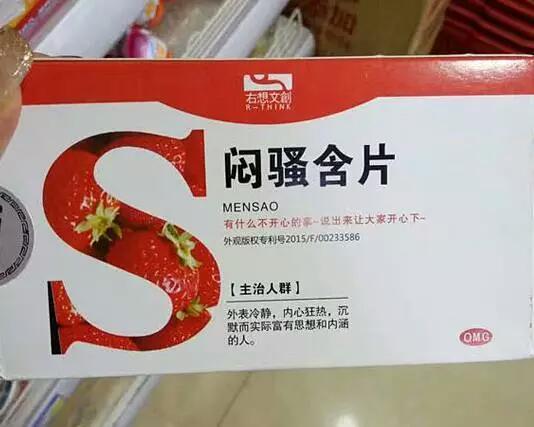 右想文創
R-THINK
S
闷骚含片
MENSAO
有什么不开心的事~说出来让大家开心下~
外观版权专利号2015/F/00233586
【主治人群】
外表冷静，内心狂热，沉
默而实际富有思想和内涵
的人。
OMG